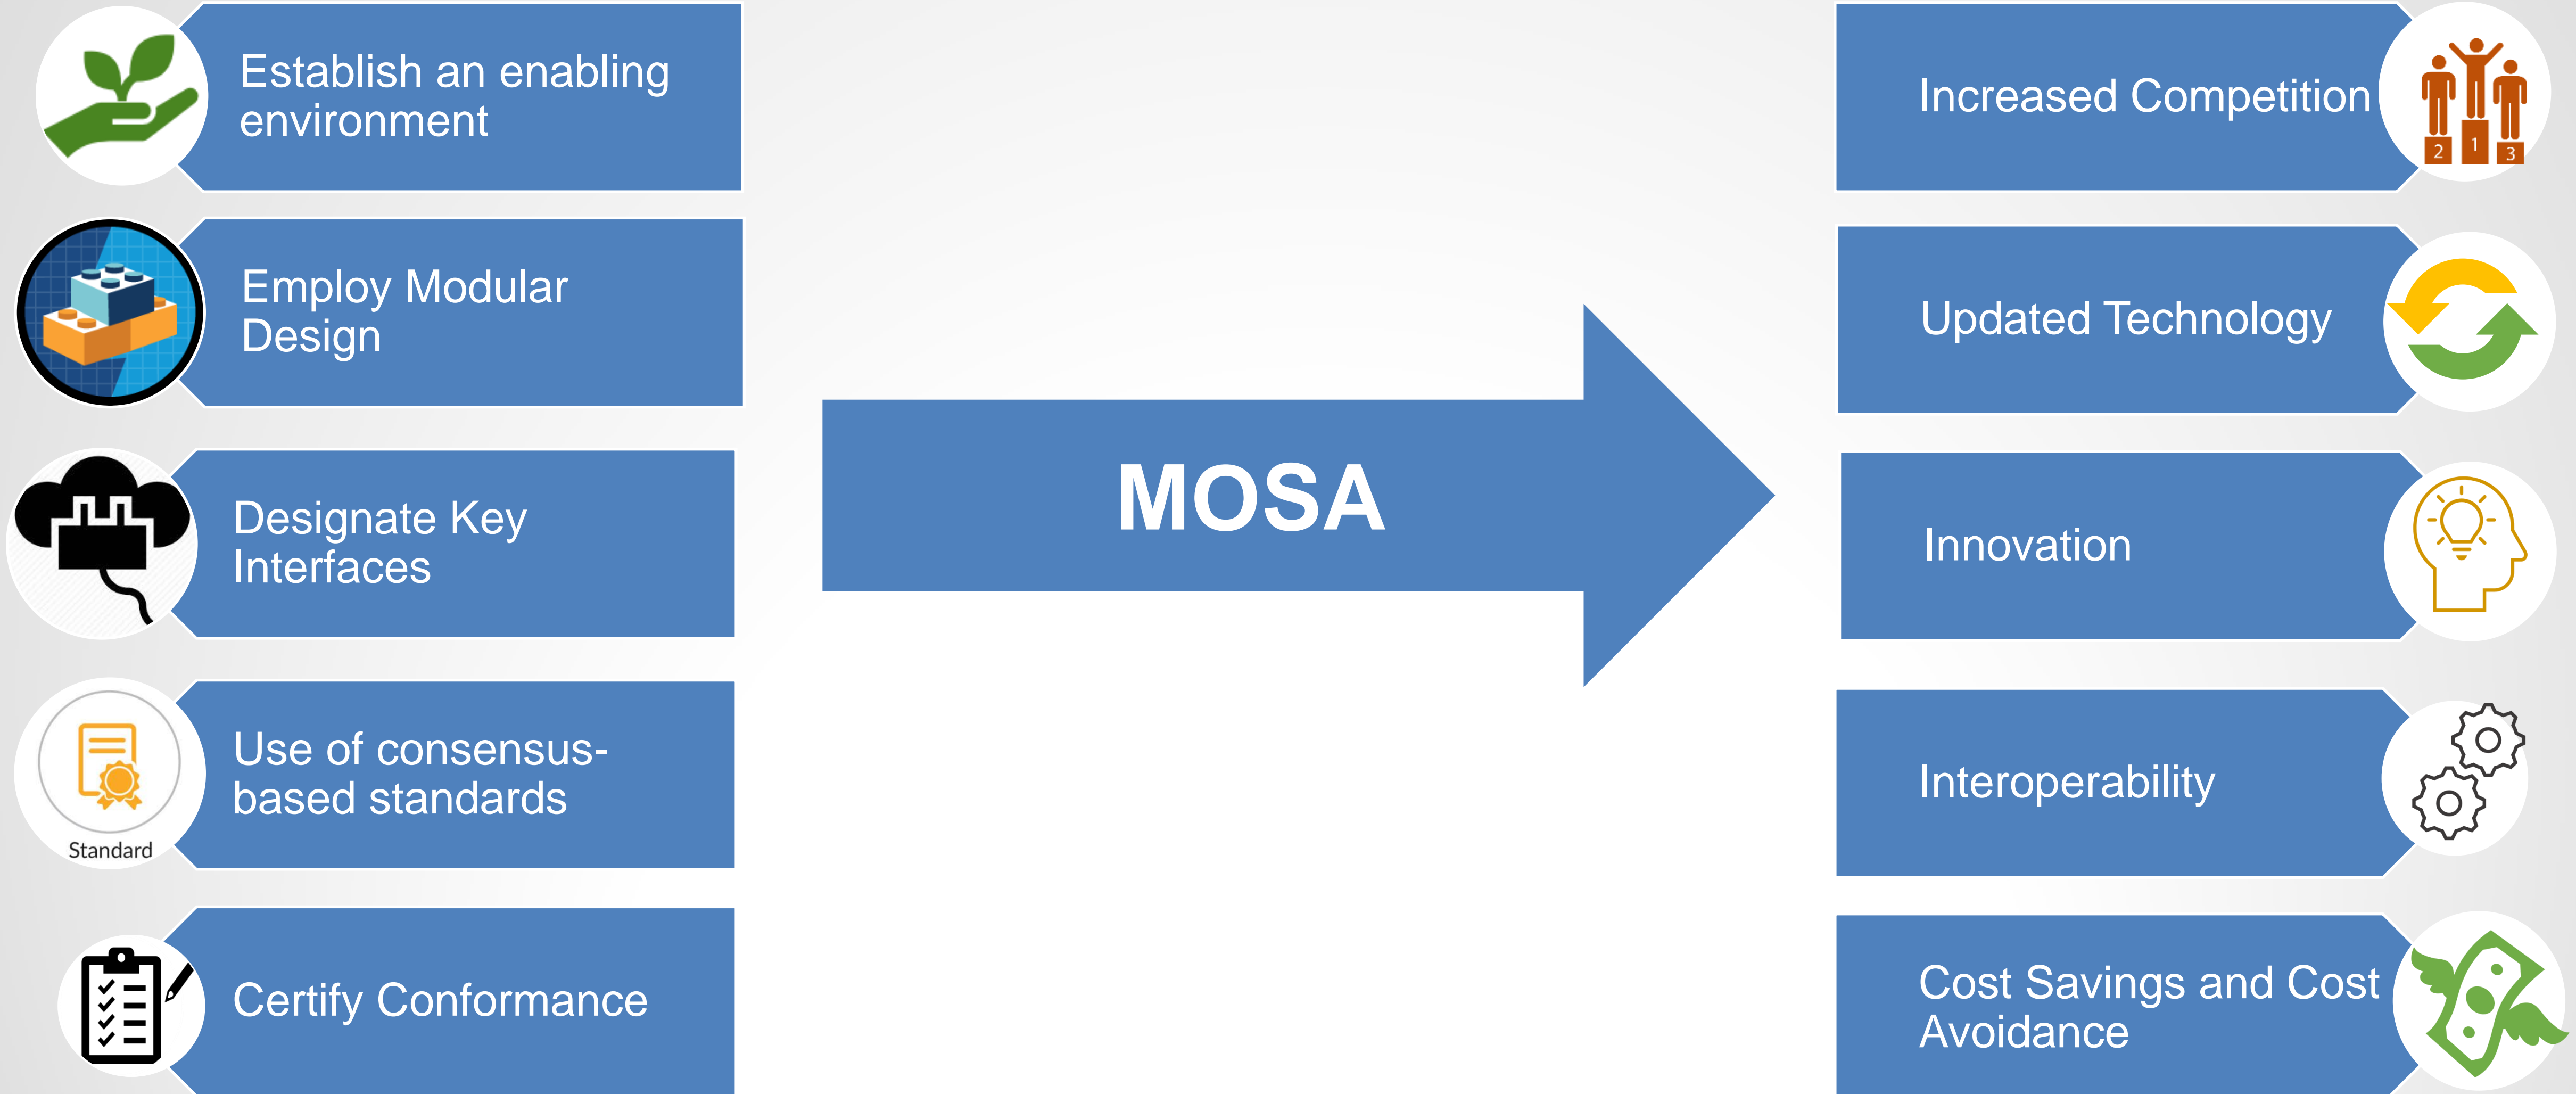 Establish an enabling
environment
Employ Modular
Design
Designate Key
Interfaces
Use of consensus-
based standards
Standard
Certify Conformance
MOSA
Increased Competition
2 1 3
Updated Technology
Innovation
Interoperability
Cost Savings and Cost
Avoidance